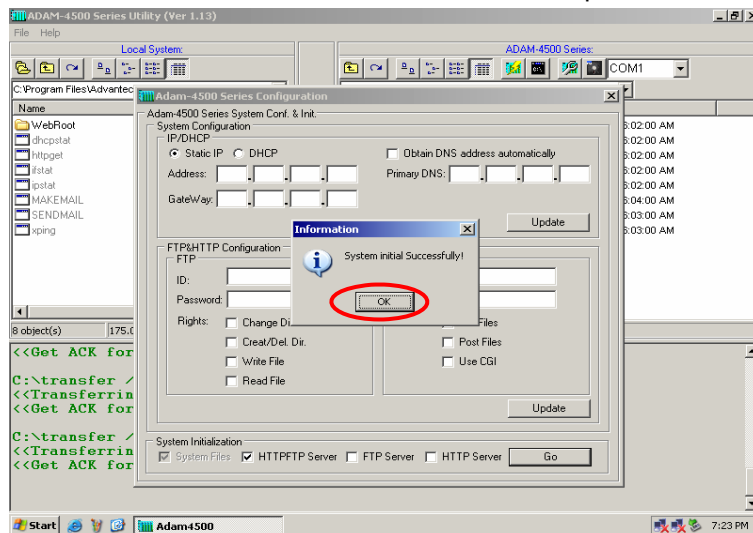 ADAM-4500 Series Utility (Ver 1.13)
File Help
Local System:
ADAM-4500 Series:
COM1
C:\Program Files\Advantec
Name
WebRoot
dhcpstat
httpget
ifstat
ipstat
MAKEMAIL
SENDMAIL
xping
6:02:00 AM
6:02:00 AM
6:02:00 AM
6:02:00 AM
6:02:00 AM
6:04:00 AM
6:03:00 AM
6:03:00 AM
8 object(s) 175.0
Adam-4500 Series Configuration
Adam-4500 Series System Conf. & Init.
System Configuration
IP/DHCP
Static IP DHCP
Obtain DNS address automatically
Address: . . .
Primary DNS: . . .
GateWay: . . .
Update
FTP&HTTP Configuration
FTP
ID:
Password:
Rights:
Change Di
Creat/Del. Dir.
Write File
Read File
Files
Post Files
Use CGI
Update
Information
System initial Successfully!
OK
System Initialization
System Files HTTPFTP Server FTP Server HTTP Server Go
<<Get ACK for
C:\transfer /
<<Transferrin
<<Get ACK for
C:\transfer /
<<Transferrin
<<Get ACK for
Start Adam4500 7:23 PM